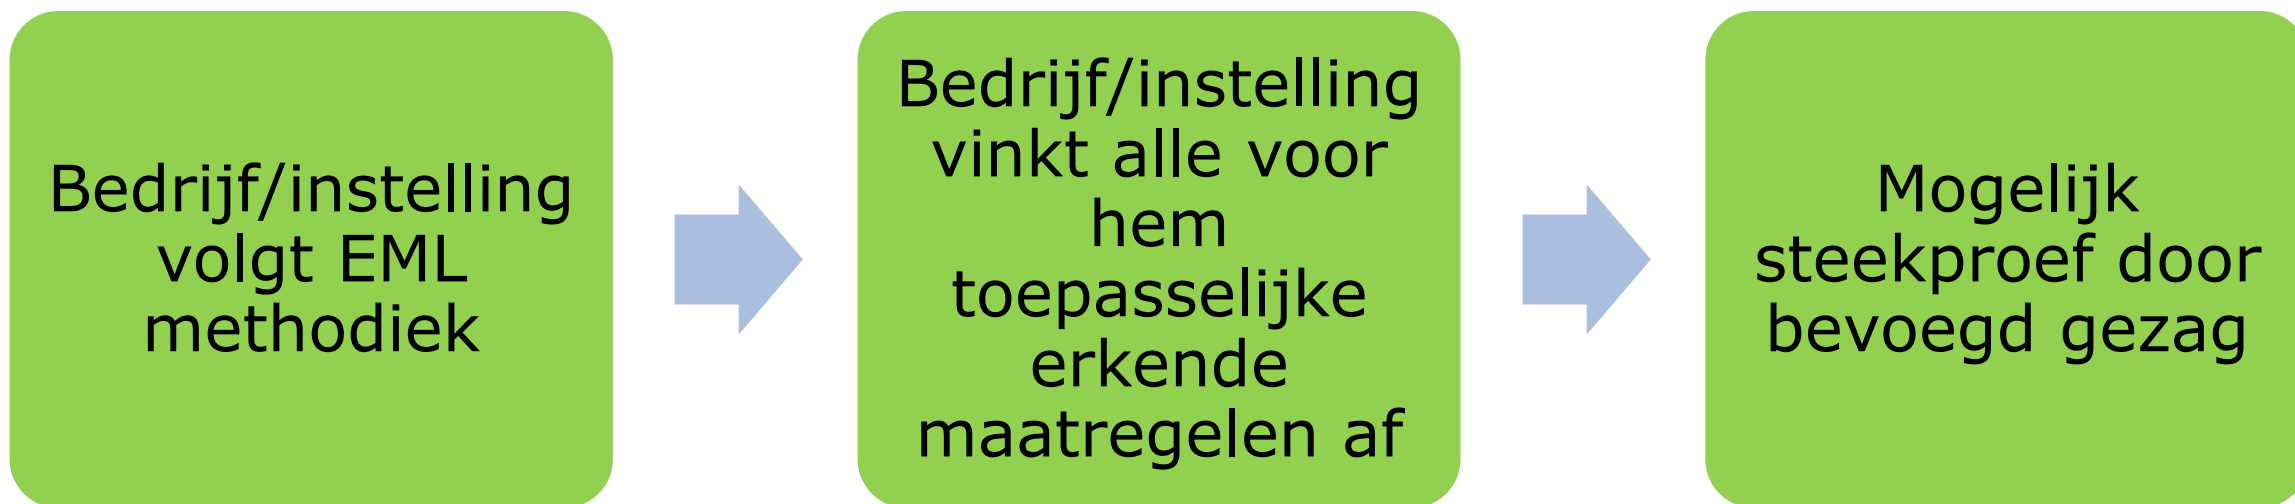 Bedrijf/instelling
volgt EML
methodiek
Bedrijf/instelling
vinkt alle voor
hem
toepasselijke
erkende
maatregelen af
Mogelijk
steekproef door
bevoegd gezag